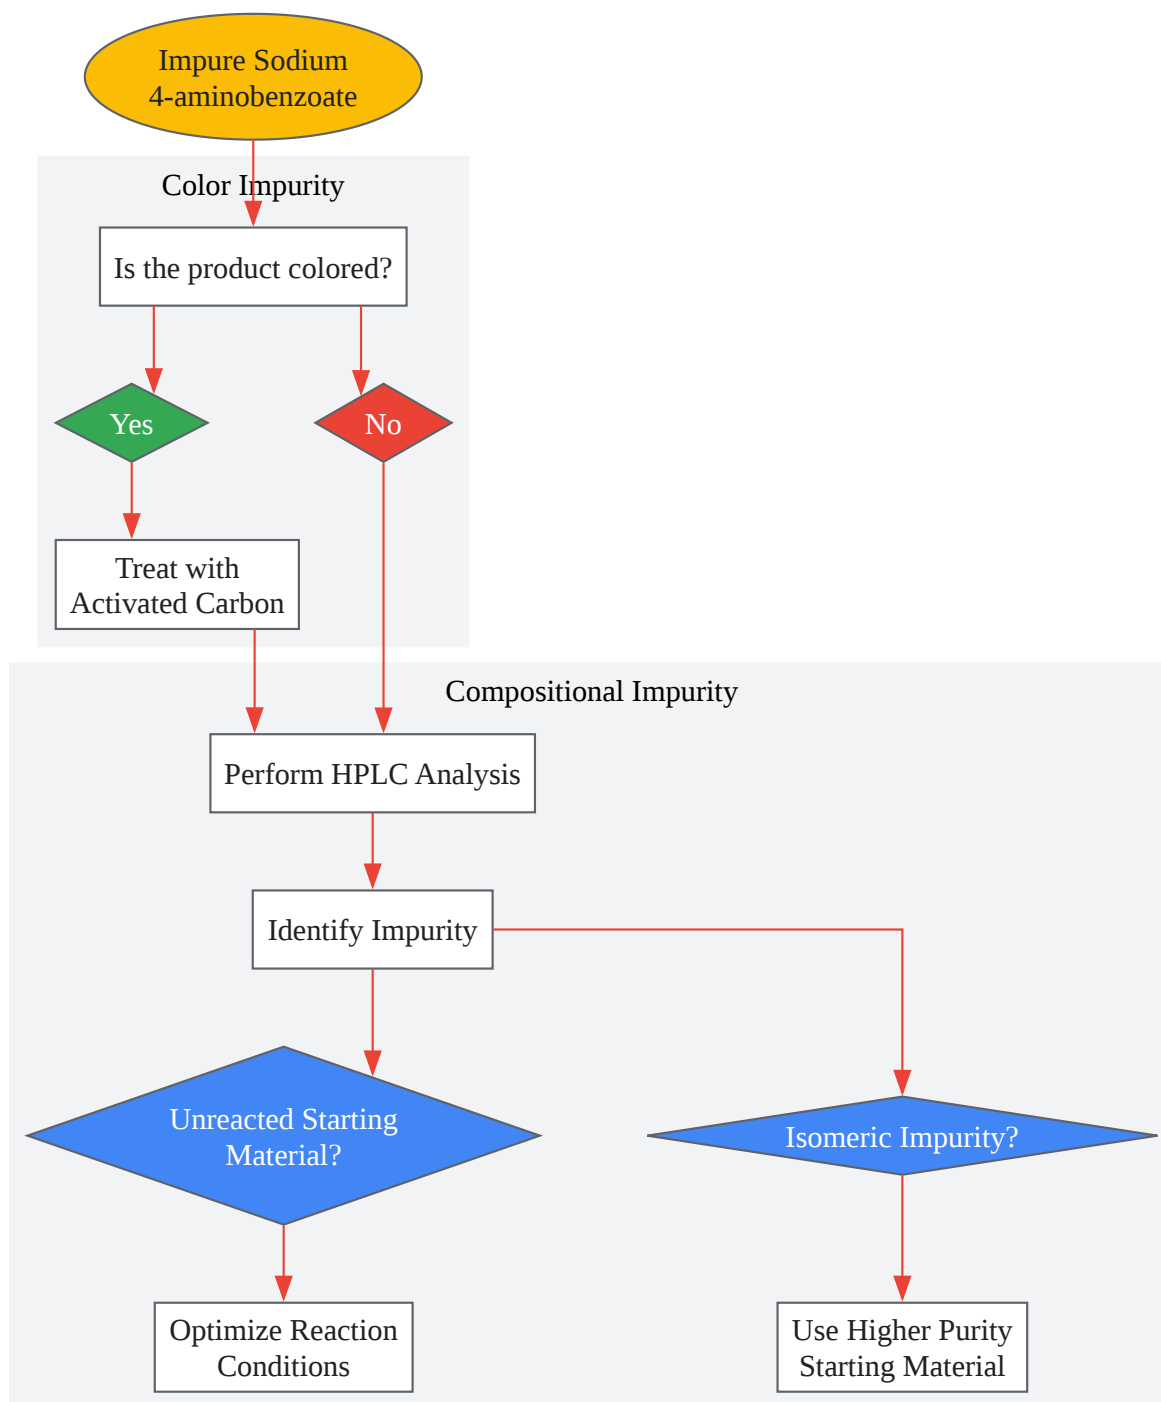 Impure Sodium
4-aminobenzoate
Color Impurity
Is the product colored?
Yes
No
Treat with
Activated Carbon
Compositional Impurity
Perform HPLC Analysis
Identify Impurity
Unreacted Starting
Material?
Isomeric Impurity?
Optimize Reaction
Conditions
Use Higher Purity
Starting Material